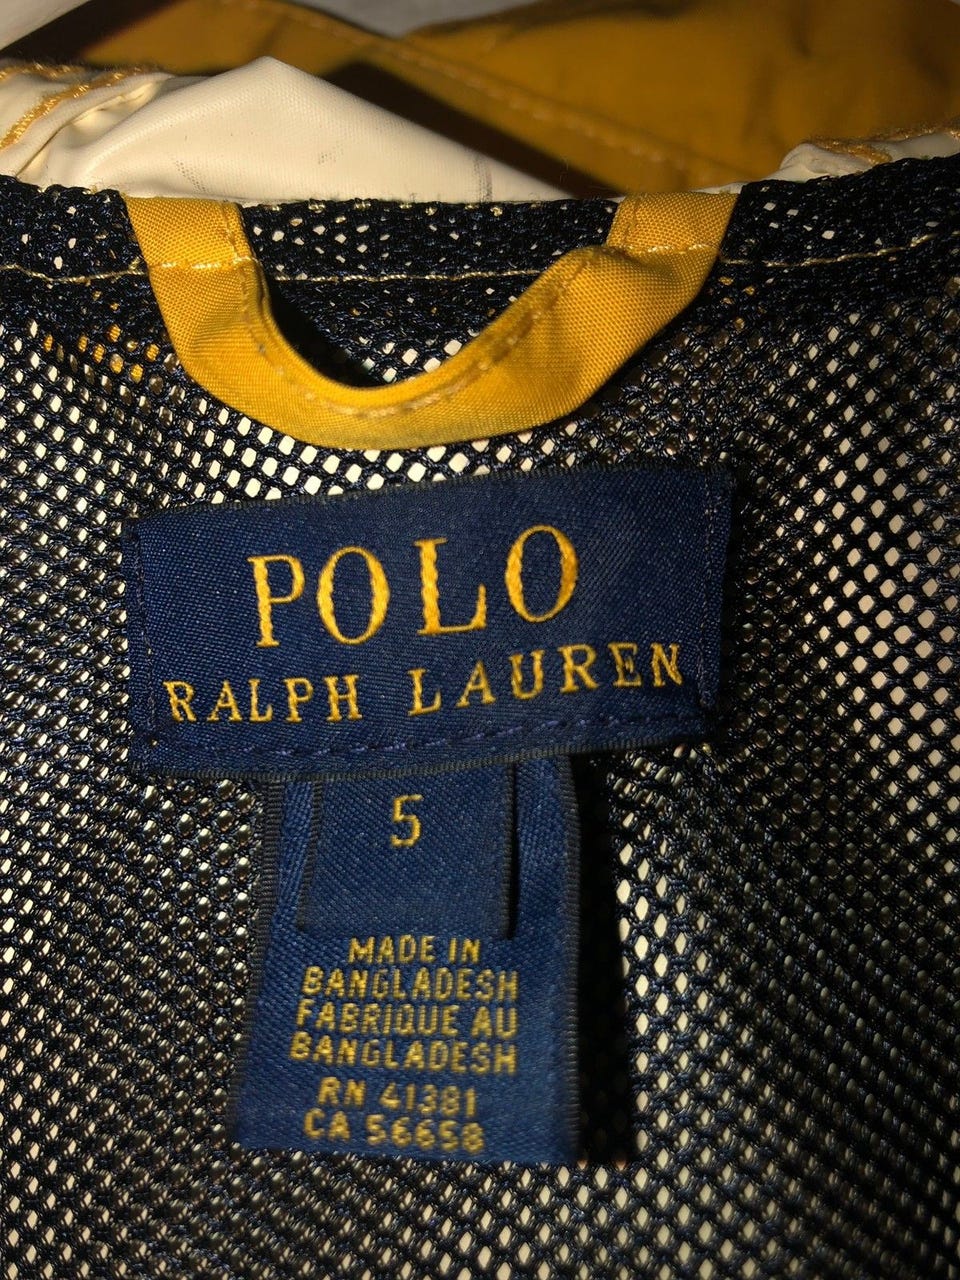 POLO
RALPH LAUREN
5
MADE IN
BANGLADESH
FABRIQUE AU
BANGLADESH
RN 41381
CA 56658